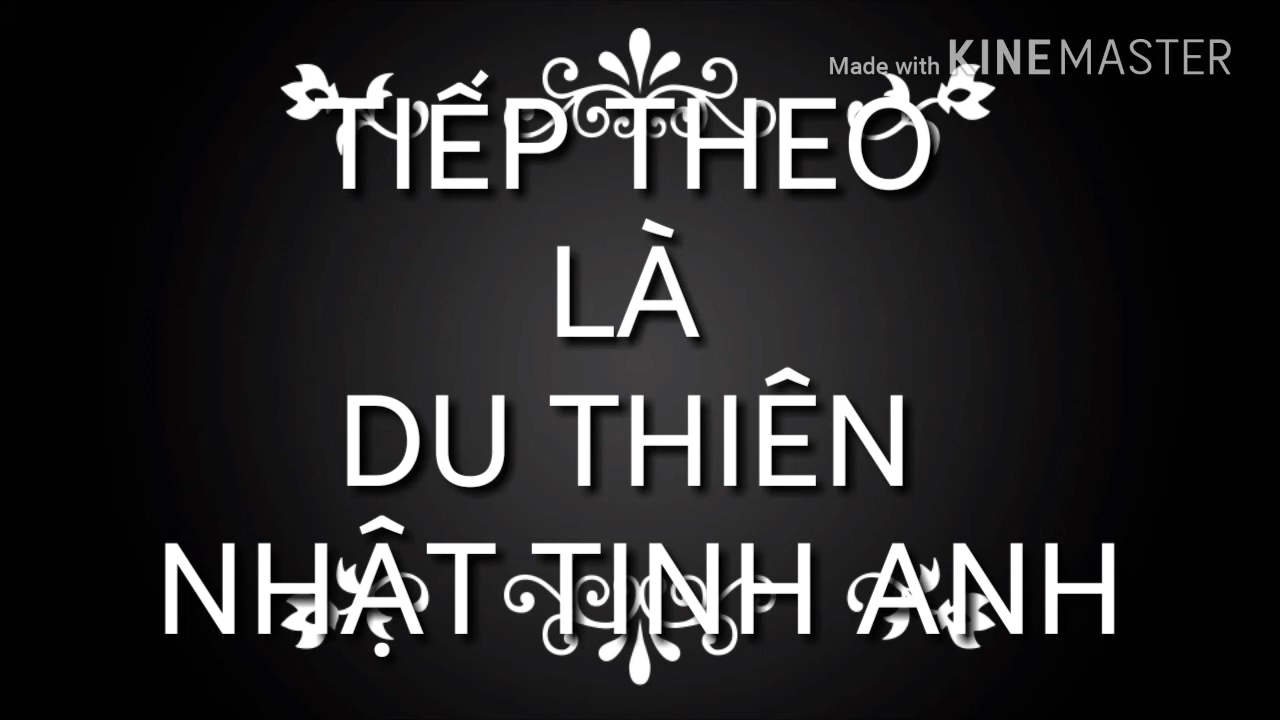 Made with KINEMASTER
TIẾP THEO
LÀ
DU THIÊN
NHẬT TINH ANH